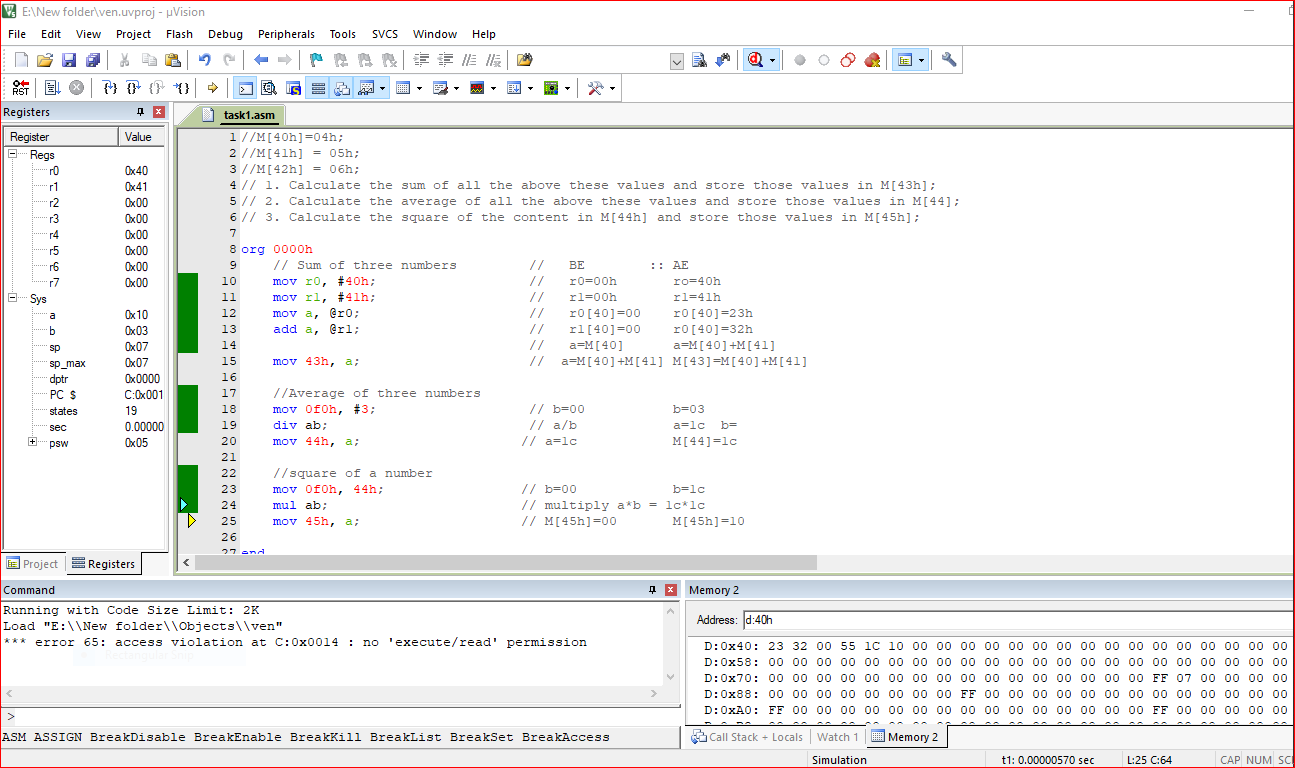 E:\New folder\ven.uvproj - µVision
File Edit View Project Flash Debug Peripherals Tools SVCS Window Help
RST
Registers
task1.asm
Register Value
Regs
r0 0x40
r1 0x41
r2 0x00
r3 0x00
r4 0x00
r5 0x00
r6 0x00
r7 0x00
Sys
a 0x10
b 0x03
sp 0x07
sp_max 0x07
dptr 0x0000
PC $ C:0x001
states 19
sec 0.00000
psw 0x05
Project Registers
1 //M[40h]=04h;
2 //M[41h] = 05h;
3 //M[42h] = 06h;
4 // 1. Calculate the sum of all the above these values and store those values in M[43h];
5 // 2. Calculate the average of all the above these values and store those values in M[44];
6 // 3. Calculate the square of the content in M[44h] and store those values in M[45h];
7
8 org 0000h
9 // Sum of three numbers // BE :: AE
10 mov r0, #40h; // r0=00h ro=40h
11 mov r1, #41h; // r1=00h r1=41h
12 mov a, @r0; // r0[40]=00 r0[40]=23h
13 add a, @r1; // r1[40]=00 r0[40]=32h
14 // a=M[40] a=M[40]+M[41]
15 mov 43h, a; // a=M[40]+M[41] M[43]=M[40]+M[41]
16
17 //Average of three numbers
18 mov 0f0h, #3; // b=00 b=03
19 div ab; // a/b a=1c b=
20 mov 44h, a; // a=1c M[44]=1c
21
22 //square of a number
23 mov 0f0h, 44h; // b=00 b=1c
24 mul ab; // multiply a*b = 1c*1c
25 mov 45h, a; // M[45h]=00 M[45h]=10
26
27 end
Command
Running with Code Size Limit: 2K
Load "E:\\New folder\\Objects\\ven"
*** error 65: access violation at C:0x0014 : no 'execute/read' permission
>
ASM ASSIGN BreakDisable BreakEnable BreakKill BreakList BreakSet BreakAccess
Memory 2
Address: d:40h
D:0x40: 23 32 00 55 1C 10 00 00 00 00 00 00 00 00 00 00 00 00 00 00 00 00
D:0x58: 00 00 00 00 00 00 00 00 00 00 00 00 00 00 00 00 00 00 00 00 00 00
D:0x70: 00 00 00 00 00 00 00 00 00 00 00 00 00 00 00 00 FF 07 00 00 00 00
D:0x88: 00 00 00 00 00 00 00 00 FF 00 00 00 00 00 00 00 00 00 00 00 00 00
D:0xA0: FF 00 00 00 00 00 00 00 00 00 00 00 00 00 00 00 FF 00 00 00 00 00
Call Stack + Locals Watch 1 Memory 2
Simulation t1: 0.00000570 sec L:25 C:64 CAP NUM